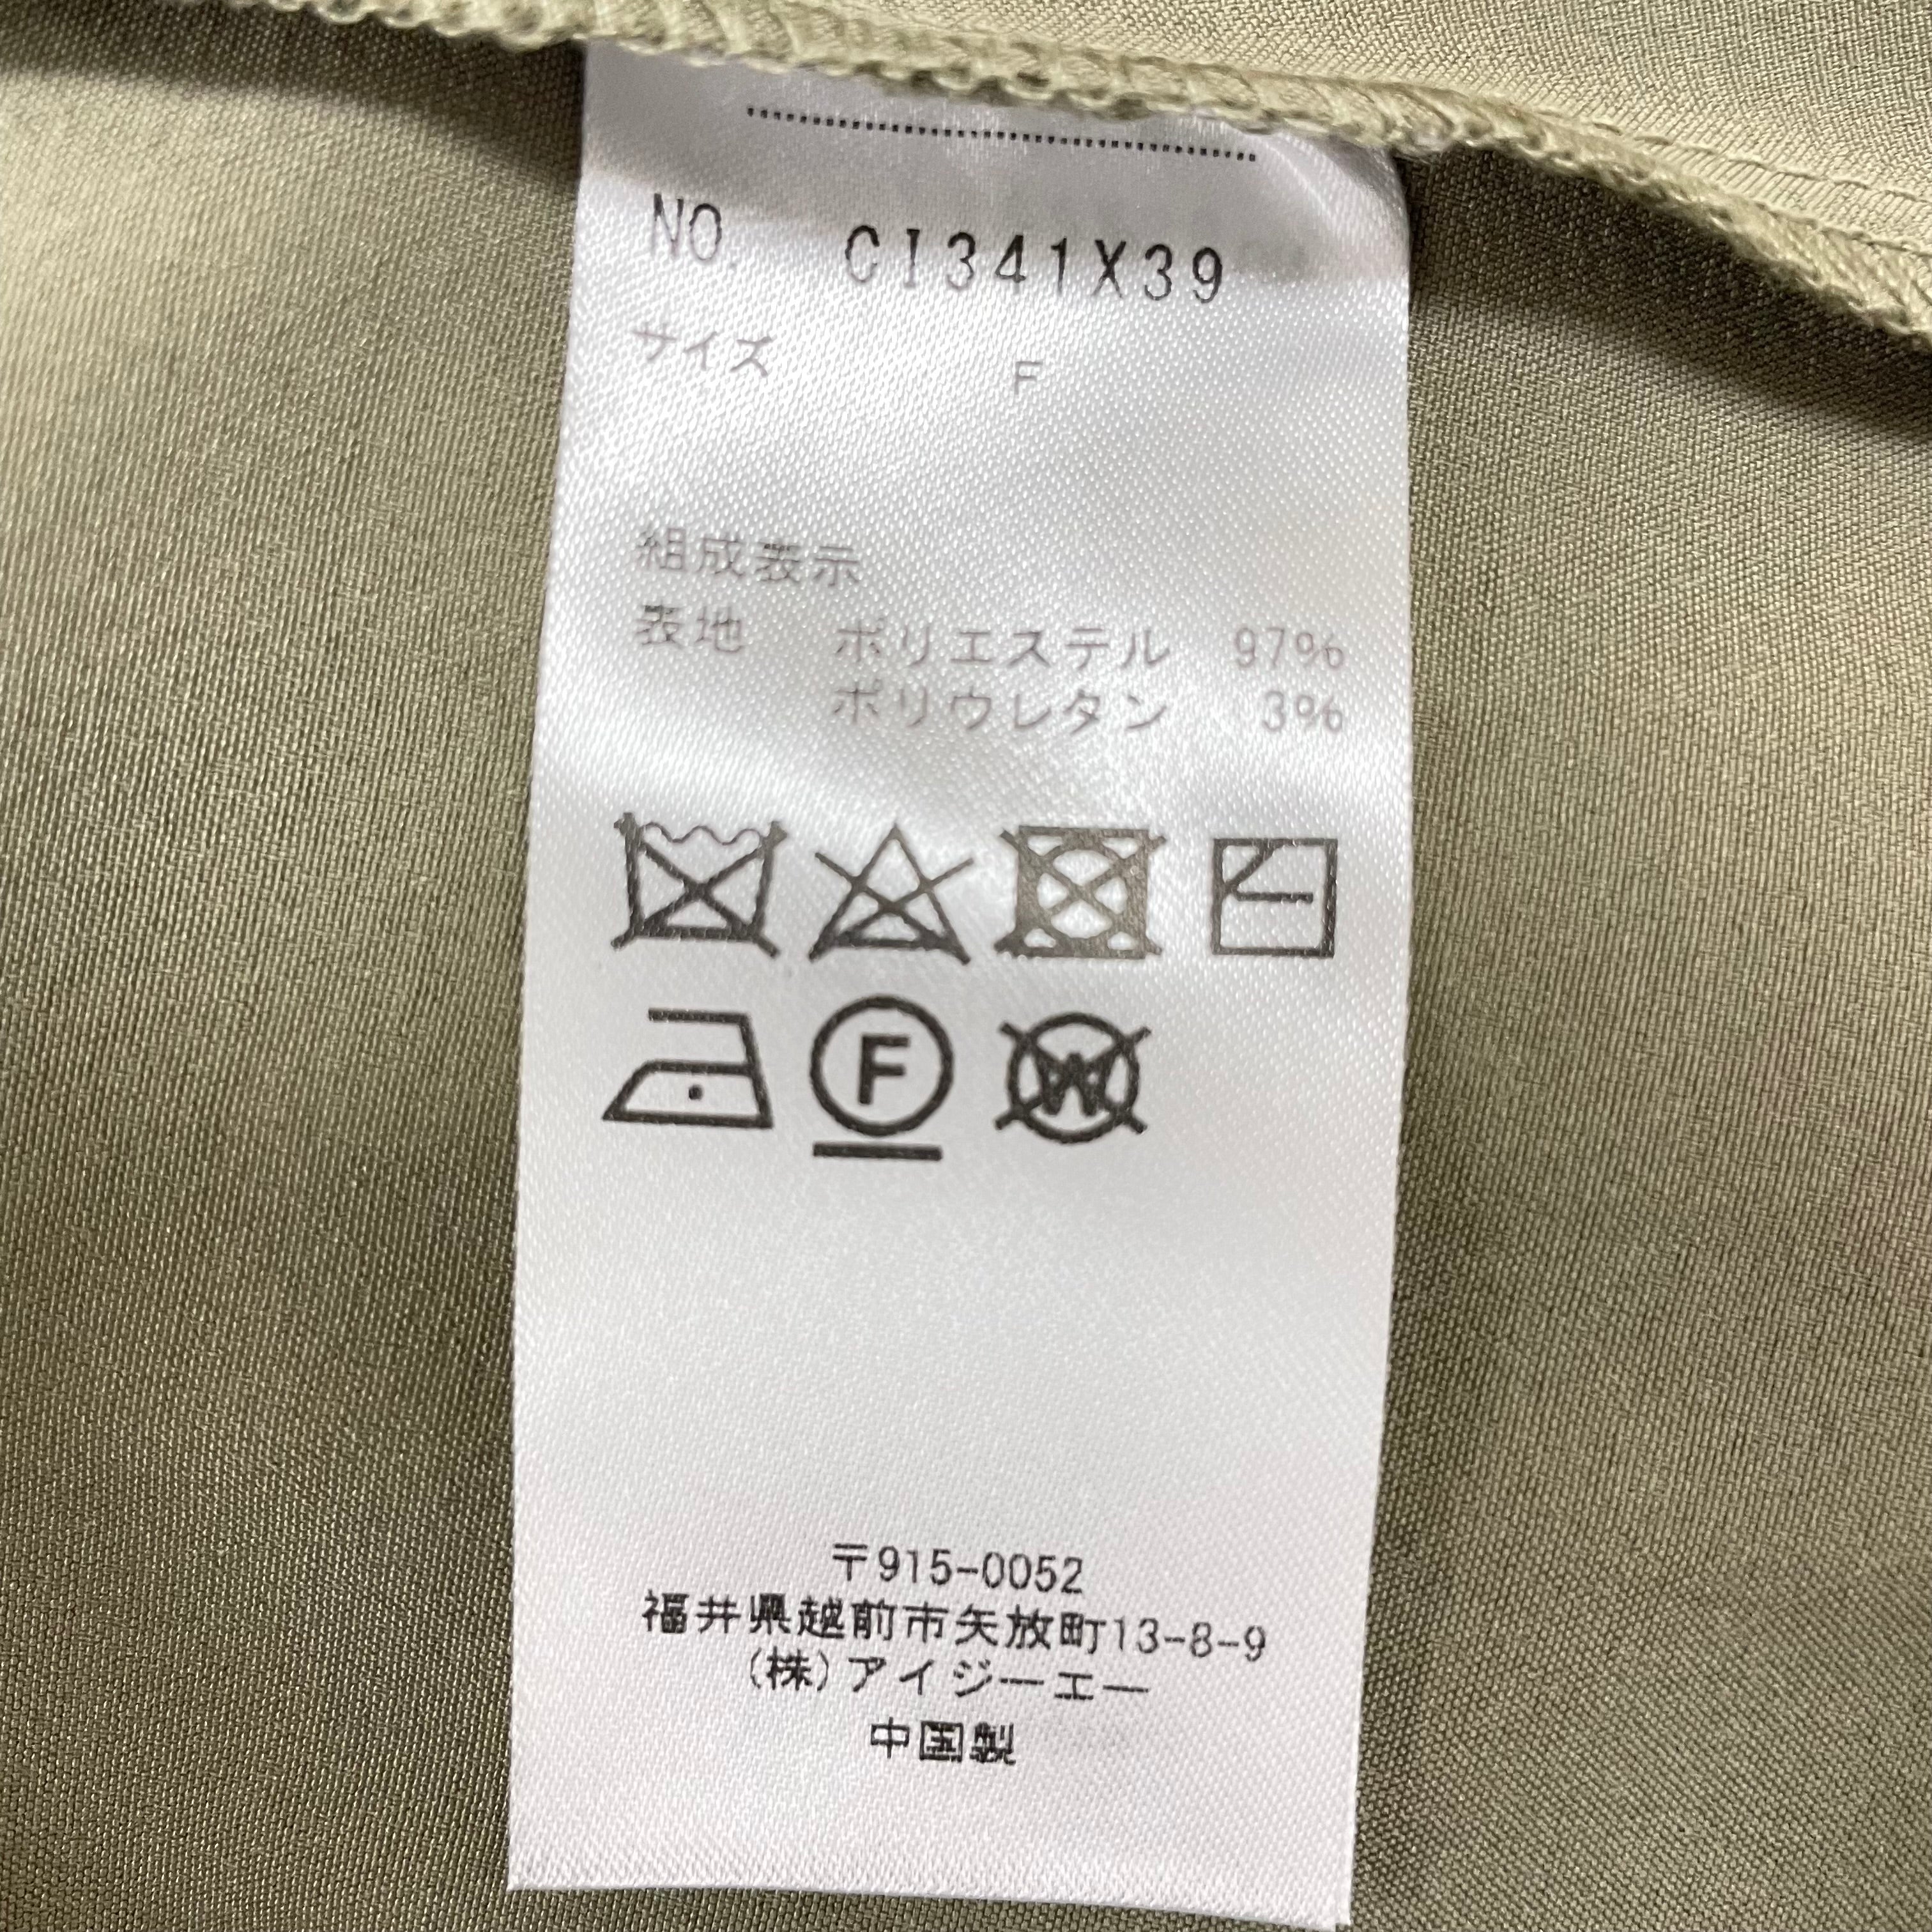 NO. CI341X39
サイズ F
組成表示
表地 ポリエステル 97%
ポリウレタン 3%
F
W
〒915-0052
福井県越前市矢放町13-8-9
(株)アイジーエー
中国製